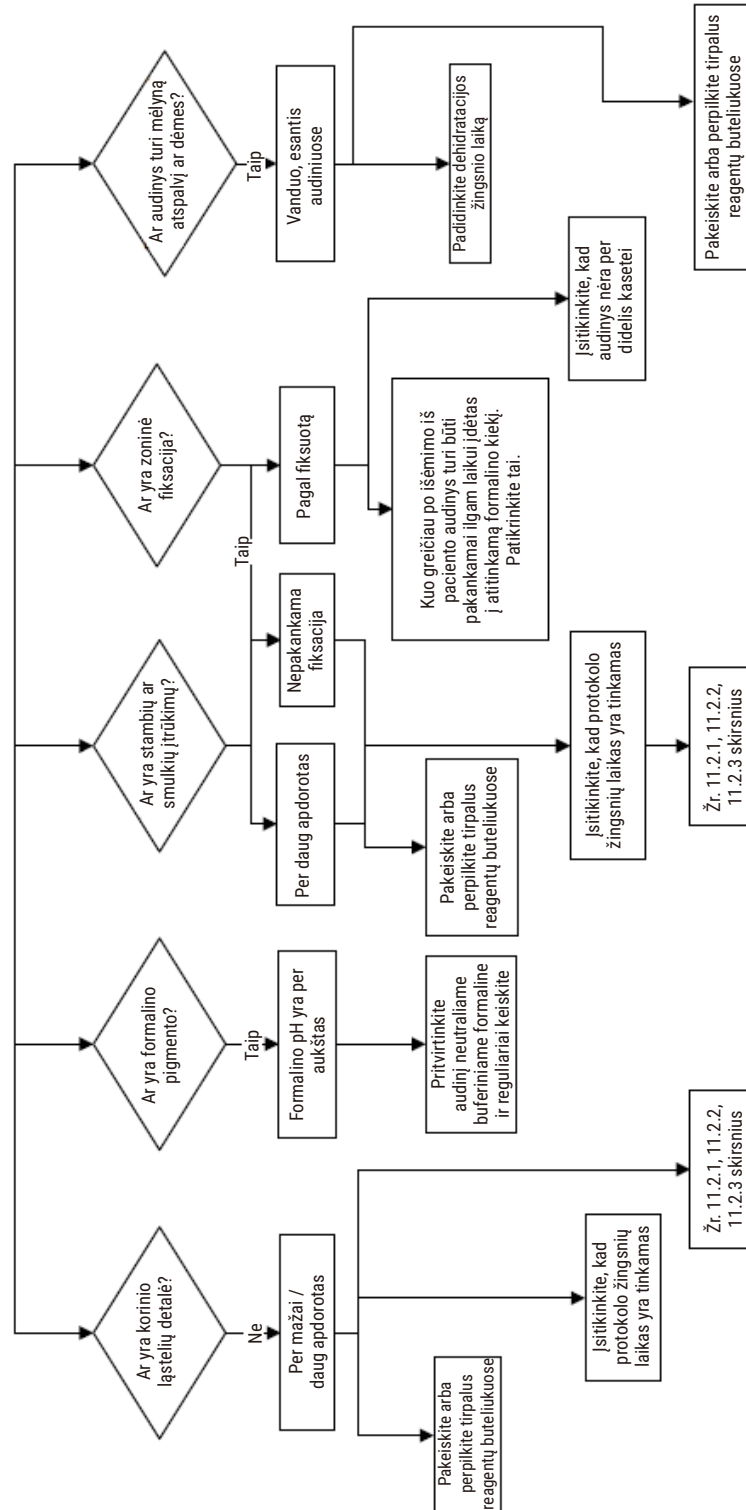 Ar yra korinio
ląstelių detalė?
Ne
Per mažai /
daug apdorotas
Pakeiskite arba
perpilkite tirpalus
reagentų buteliukuose
Įsitikinkite, kad
protokolo žingsnių
laikas yra tinkamas
Žr. 11.2.1, 11.2.2,
11.2.3 skirsnius
Ar yra formalino
pigmento?
Taip
Formalino pH yra per
aukštas
Pritvirtinkite
audinį neutraliame
buferiniame formaline
ir reguliariai keiskite
Ar yra stambių ar
smulkių įtrūkimų?
Per daug apdorotas
Nepakankama
fiksacija
Pakeiskite arba
perpilkite tirpalus
reagentų buteliukuose
Įsitikinkite, kad protokolo
žingsnių laikas yra tinkamas
Žr. 11.2.1, 11.2.2,
11.2.3 skirsnius
Ar yra zoninė
fiksacija?
Taip
Pagal fiksuotą
Kuo greičiau po išėmimo iš
paciento audinys turi būti
pakankamai ilgam laikui įdėtas
į atitinkamą formalino kiekį.
Patikrinkite tai.
Įsitikinkite, kad
audinys nėra per
didelis kasetei
Ar audinys turi mėlyną
atspalvį ar dėmes?
Taip
Vanduo, esantis
audiniuose
Padidinkite dehidratacijos
žingsnio laiką
Pakeiskite arba perpilkite tirpalus
reagentų buteliukuose